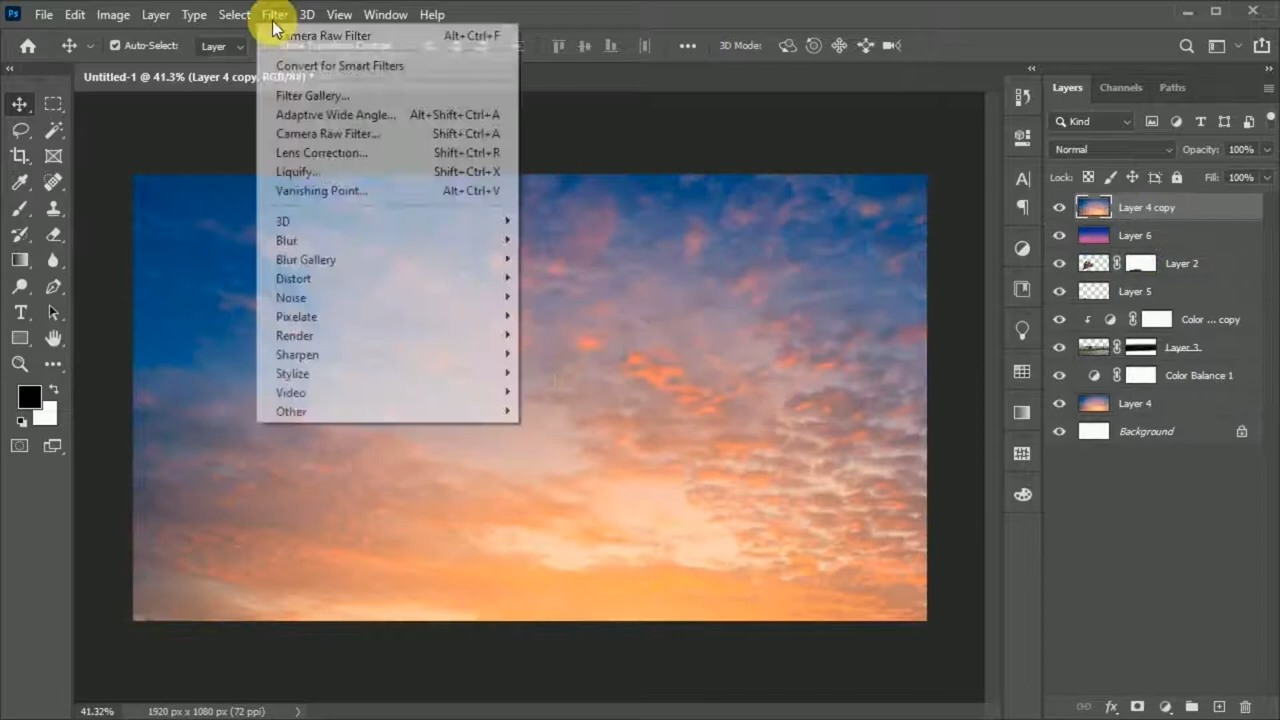 Ps File Edit Image Layer Type Select Filter 3D View Window Help
Auto-Select: Layer 3D Mode:
Untitled-1 @ 41.3% (Layer 4 copy, RGB/8#) *
Camera Raw Filter Alt+Ctrl+F
Convert for Smart Filters
Filter Gallery...
Adaptive Wide Angle... Alt+Shift+Ctrl+A
Camera Raw Filter... Shift+Ctrl+A
Lens Correction... Shift+Ctrl+R
Liquify... Shift+Ctrl+X
Vanishing Point... Alt+Ctrl+V
3D
Blur
Blur Gallery
Distort
Noise
Pixelate
Render
Sharpen
Stylize
Video
Other
Layers Channels Paths
Kind
Normal Opacity: 100%
Lock: Fill: 100%
Layer 4 copy
Layer 6
Layer 2
Layer 5
Color ... copy
Layer 3
Color Balance 1
Layer 4
Background
41.32% 1920 px x 1080 px (72 ppi)